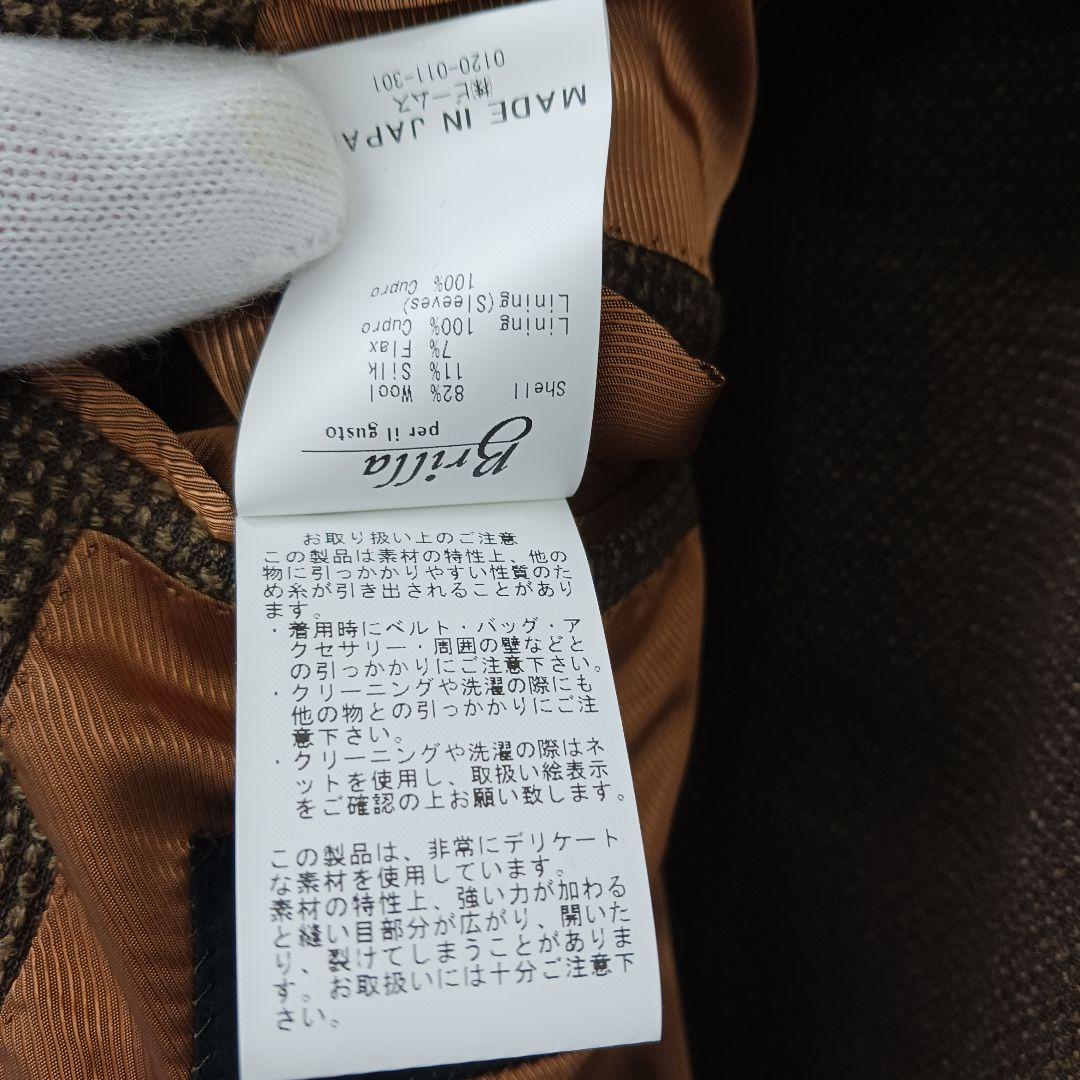 Brilla
per il gusto
Shell
82% Wool
11% Silk
7% Flax
Lining 100% Cupro
Lining(Sleeves)
100% Cupro
MADE IN JAPA
㈱ビームス
0120-011-301
お取り扱い上のご注意
この製品は素材の特性上、他の
物に引っかかりやすい性質のた
め糸が引き出されることがあり
ます。
・着用時にベルト・バッグ・ア
クセサリー・周囲の壁などと
の引っかかりにご注意下さい。
・クリーニングや洗濯の際にも
他の物との引っかかりにご注
意下さい。
・クリーニングや洗濯の際はネ
ットを使用し、取扱い絵表示
をご確認の上お願い致します。
この製品は、非常にデリケート
な素材を使用しています。
素材の特性上、強い力が加わる
と縫い目部分が広がり、開いた
り、裂けてしまうことがありま
す。お取扱いには十分ご注意下
さい。